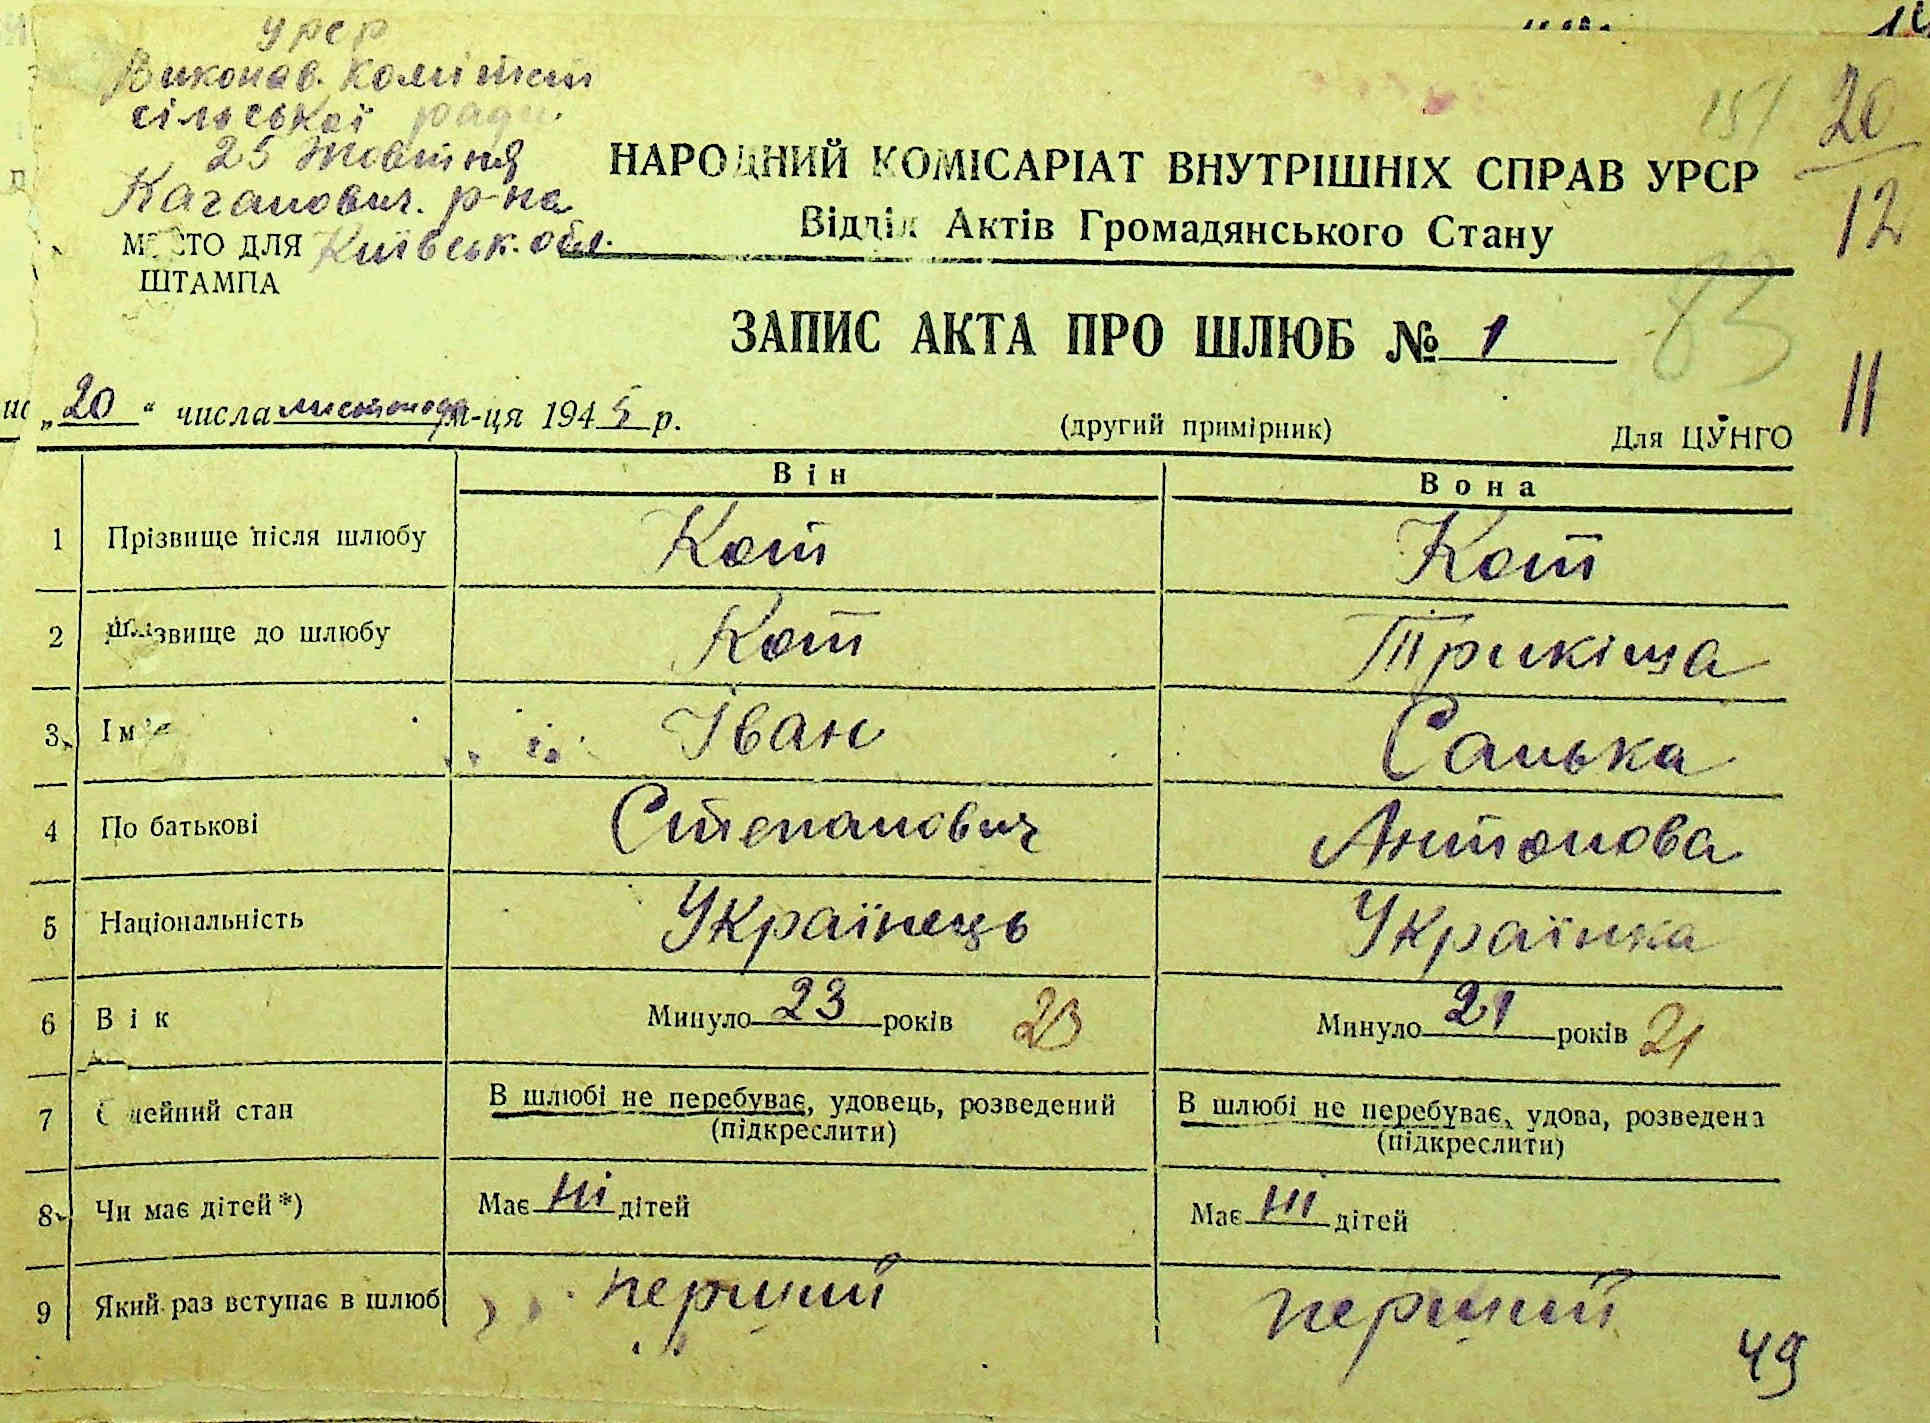 УРСР
Виконав. Комітет
сільської ради
25 Жовтня
Каганович. р-на
Київськ. обл.
МІСТО ДЛЯ
ШТАМПА
151
20
12
НАРОДНИЙ КОМІСАРІАТ ВНУТРІШНІХ СПРАВ УРСР
Відділ Актів Громадянського Стану
83
ЗАПИС АКТА ПРО ШЛЮБ № 1
11
„20“ числа листопада м-ця 1945 р.
(другий примірник)
Для ЦУНГО
Він Вона
1 Прізвище після шлюбу Кот Кот
2 Прізвище до шлюбу Кот Трикіша
3 Ім'я Іван Санька
4 По батькові Степанович Антонова
5 Національність Українець Українка
6 Вік Минуло 23 років 23 Минуло 21 років 21
7 Сімейний стан В шлюбі не перебуває, удовець, розведений В шлюбі не перебуває, удова, розведена
(підкреслити) (підкреслити)
8 Чи має дітей*) Має ні дітей Має ні дітей
9 Який раз вступає в шлюб перший перший
49